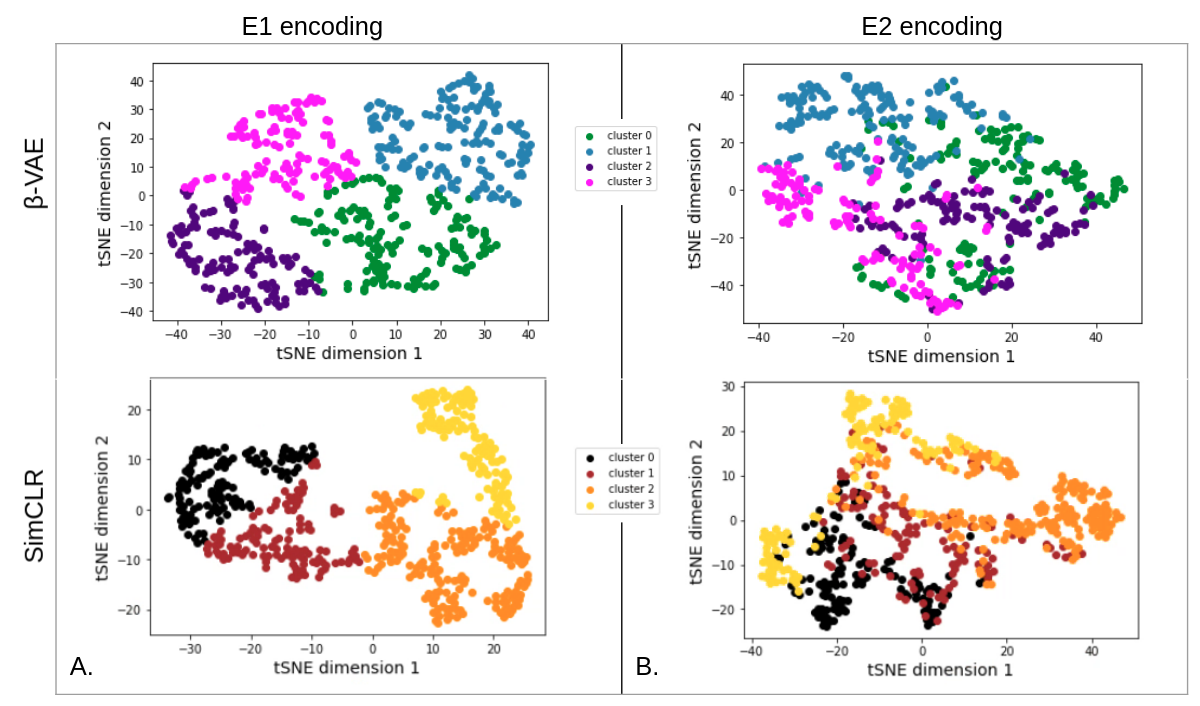 E1 encoding
E2 encoding
β-VAE
tSNE dimension 2
40
30
20
10
0
−10
−20
−30
−40
−40 −30 −20 −10 0 10 20 30 40
tSNE dimension 1
cluster 0
cluster 1
cluster 2
cluster 3
tSNE dimension 2
40
20
0
−20
−40
−40 −20 0 20 40
tSNE dimension 1
SimCLR
tSNE dimension 2
20
10
0
−10
−20
−30 −20 −10 0 10 20
tSNE dimension 1
A.
cluster 0
cluster 1
cluster 2
cluster 3
tSNE dimension 2
30
20
10
0
−10
−20
−40 −20 0 20 40
tSNE dimension 1
B.